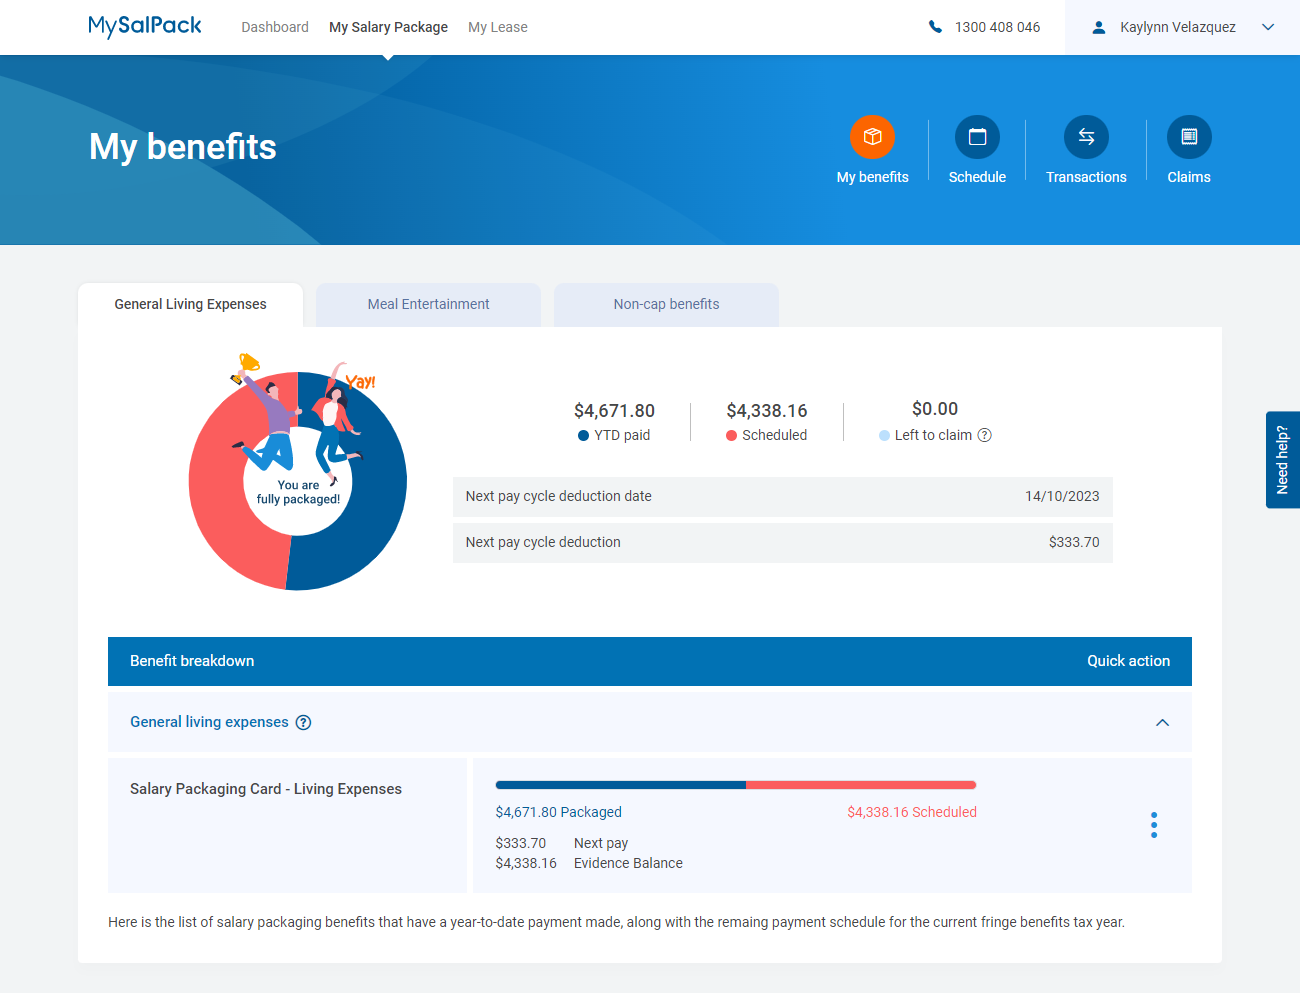 MySalPack
Dashboard
My Salary Package
My Lease
1300 408 046
Kaylynn Velazquez
My benefits
My benefits
Schedule
Transactions
Claims
General Living Expenses
Meal Entertainment
Non-cap benefits
Yay!
You are
fully packaged!
$4,671.80
YTD paid
$4,338.16
Scheduled
$0.00
Left to claim ?
Next pay cycle deduction date 14/10/2023
Next pay cycle deduction $333.70
Need help?
Benefit breakdown Quick action
General living expenses ?
Salary Packaging Card - Living Expenses
$4,671.80 Packaged $4,338.16 Scheduled
$333.70 Next pay
$4,338.16 Evidence Balance
Here is the list of salary packaging benefits that have a year-to-date payment made, along with the remaing payment schedule for the current fringe benefits tax year.